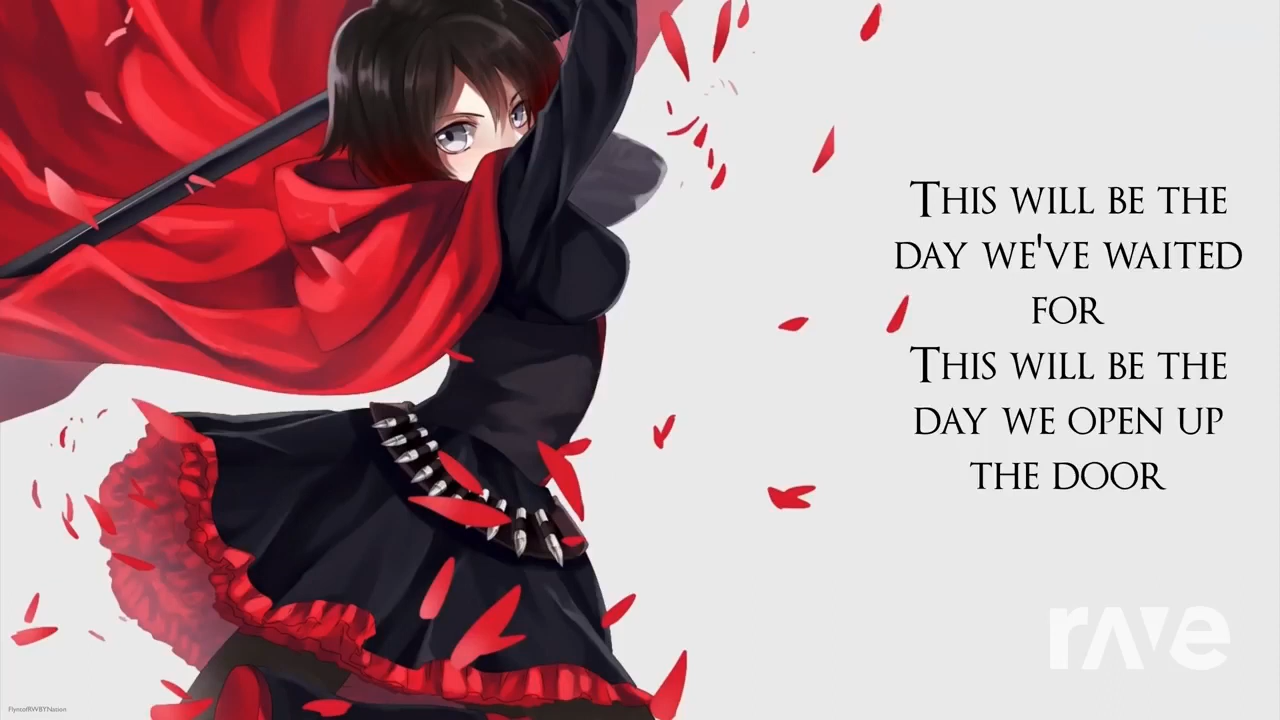 This will be the
day we've waited
for
This will be the
day we open up
the door
rave
FlyntofRWBYNation